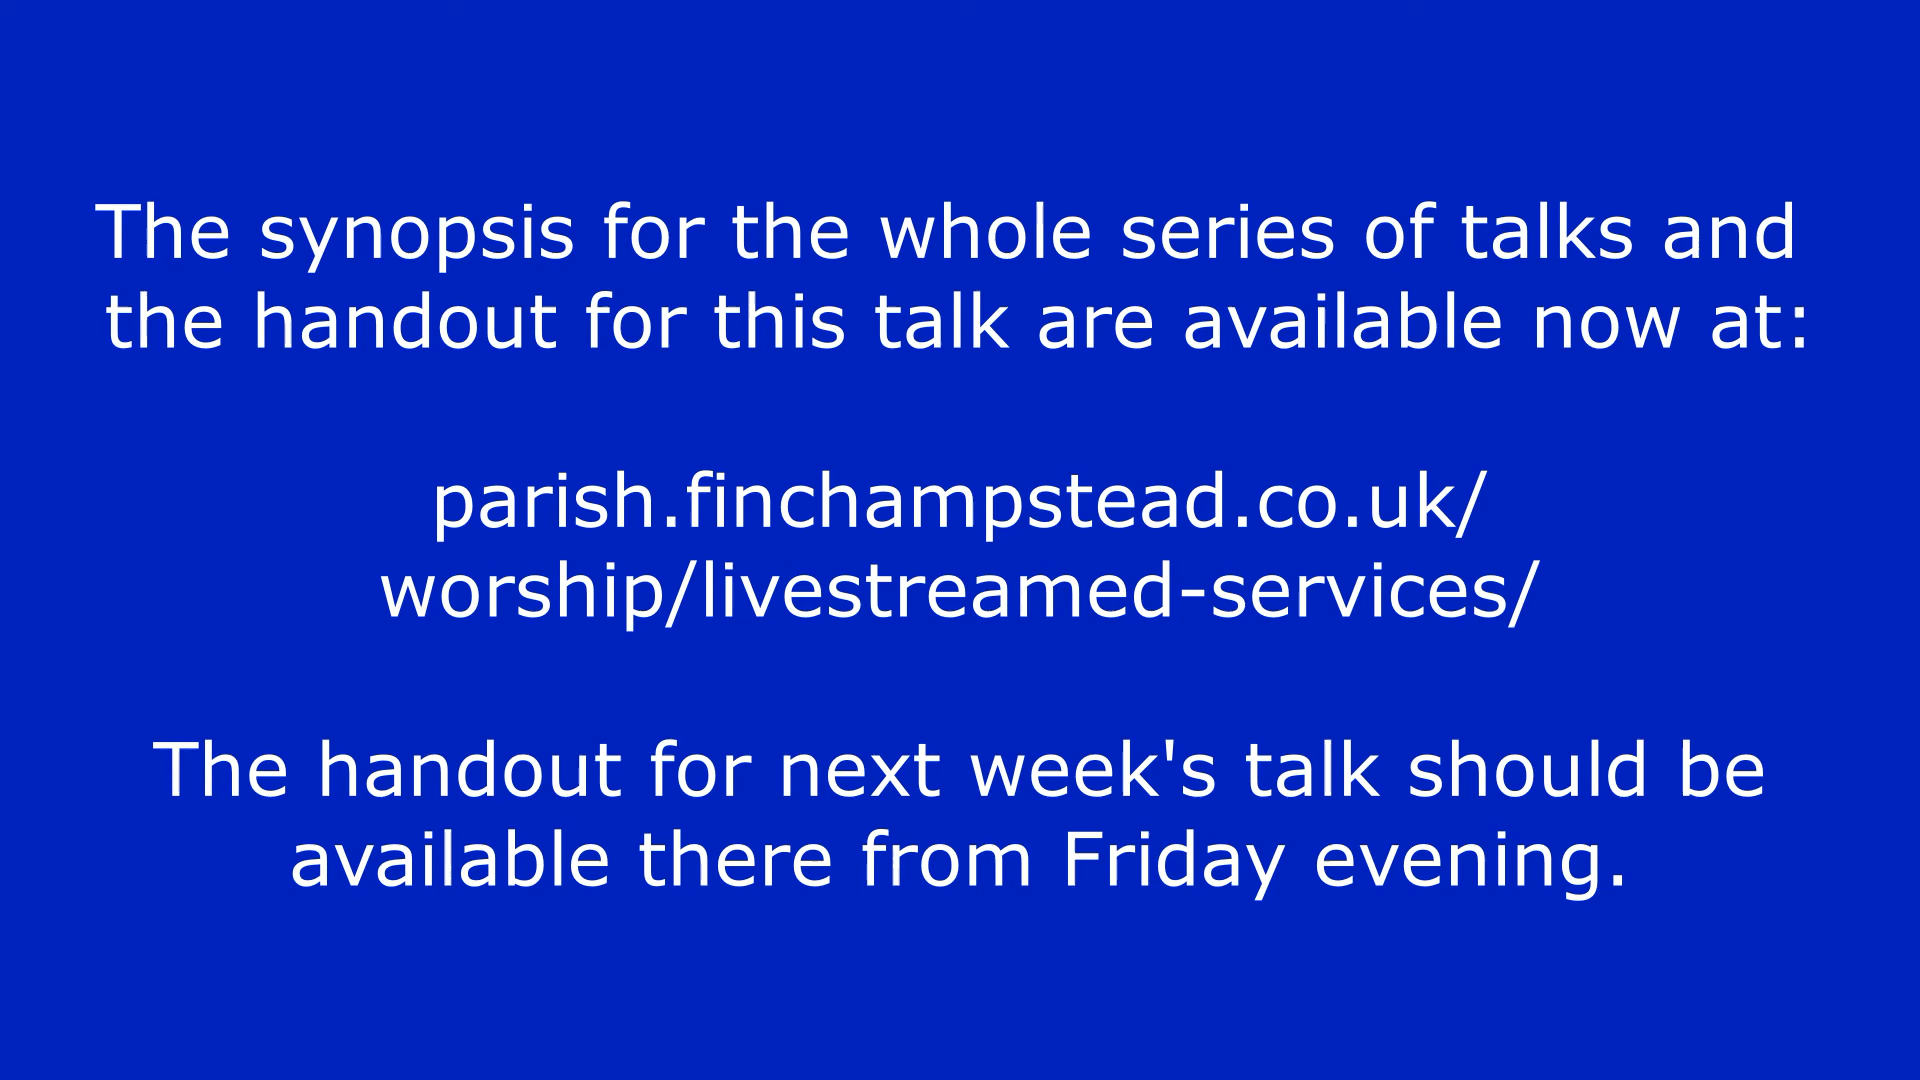 The synopsis for the whole series of talks and
the handout for this talk are available now at:
parish.finchampstead.co.uk/
worship/livestreamed-services/
The handout for next week's talk should be
available there from Friday evening.